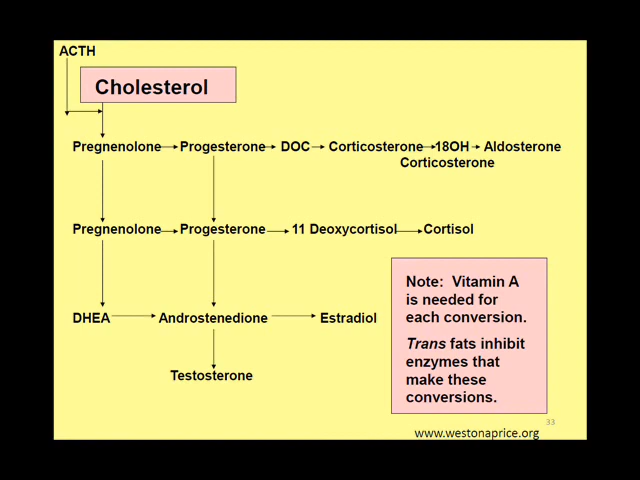 ACTH
Cholesterol
Pregnenolone Progesterone DOC Corticosterone 18OH Aldosterone
Corticosterone
Pregnenolone Progesterone 11 Deoxycortisol Cortisol
Note: Vitamin A
is needed for
each conversion.
DHEA Androstenedione Estradiol
Trans fats inhibit
enzymes that
make these
conversions.
Testosterone
33
www.westonaprice.org